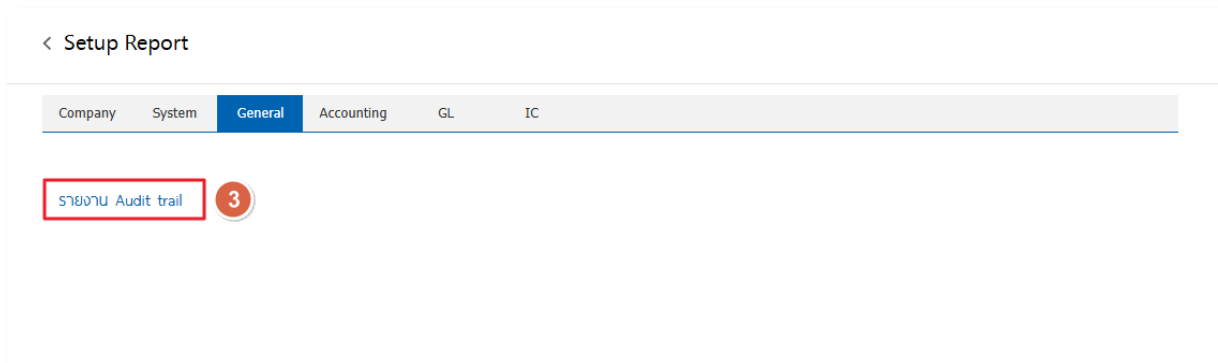 < Setup Report
Company System General Accounting GL IC
รายงาน Audit trail 3